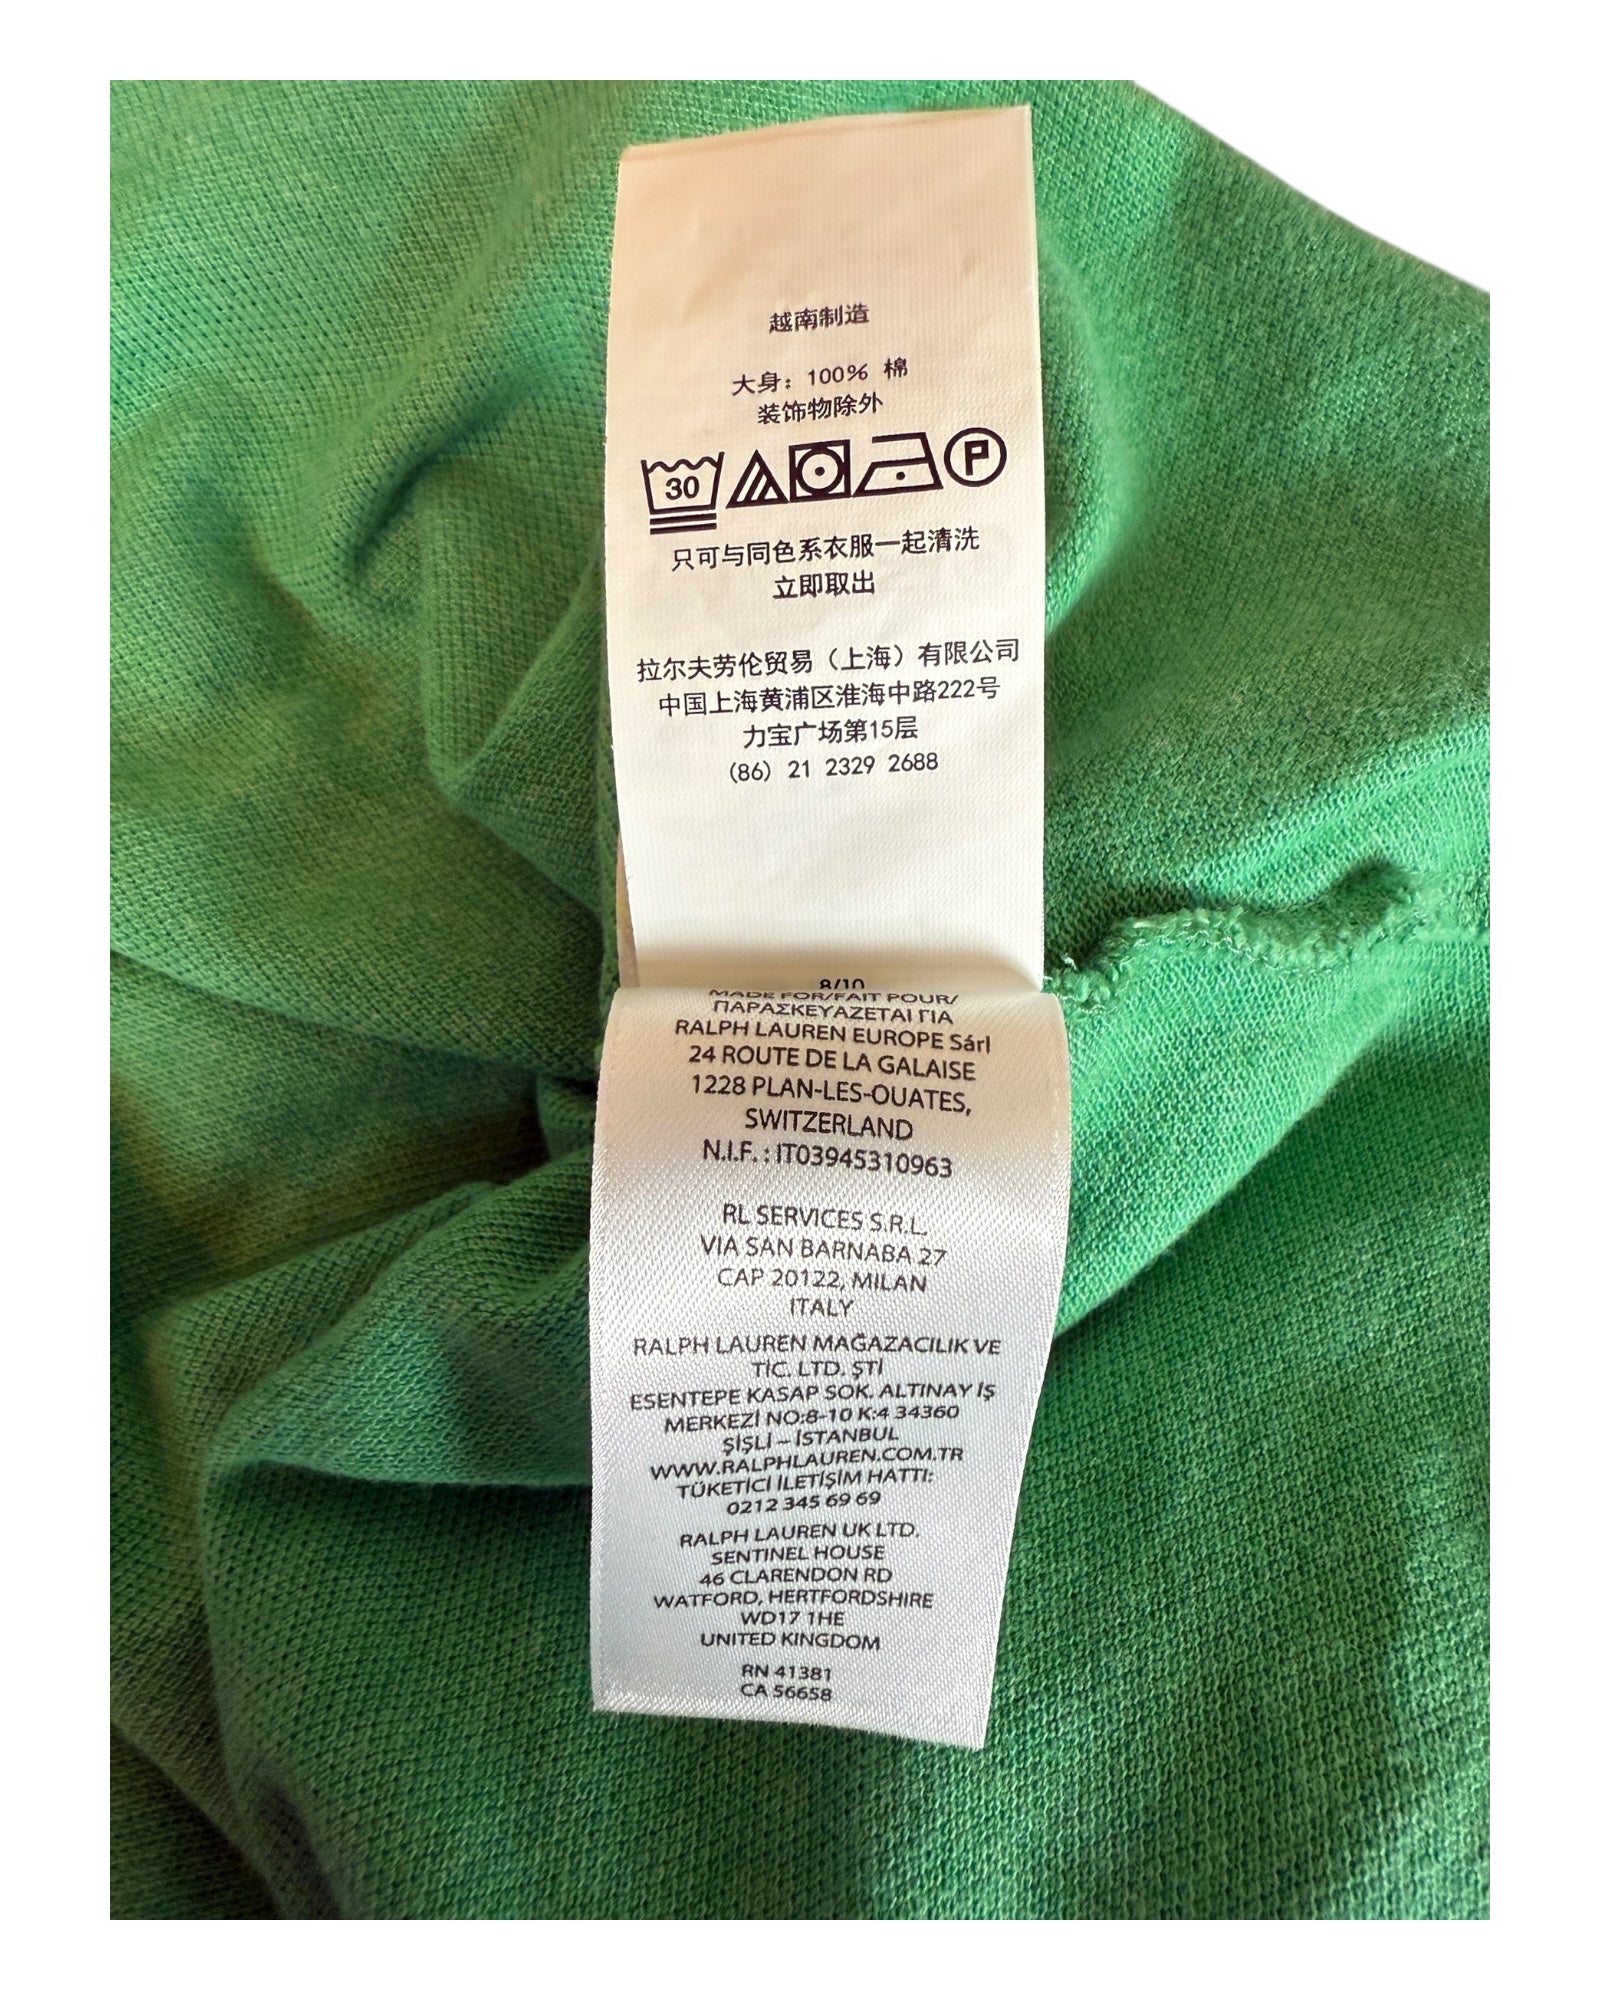 越南制造
大身: 100% 棉
装饰物除外
30 P
只可与同色系衣服一起清洗
立即取出
拉尔夫劳伦贸易（上海）有限公司
中国上海黄浦区淮海中路222号
力宝广场第15层
(86) 21 2329 2688
8/10
MADE FOR/FAIT POUR/
ΠΑΡΑΣΚΕΥΑΖΕΤΑΙ ΓΙΑ
RALPH LAUREN EUROPE Sárl
24 ROUTE DE LA GALAISE
1228 PLAN-LES-OUATES,
SWITZERLAND
N.I.F. : IT03945310963
RL SERVICES S.R.L.
VIA SAN BARNABA 27
CAP 20122, MILAN
ITALY
RALPH LAUREN MAĞAZACILIK VE
TİC. LTD. ŞTİ
ESENTEPE KASAP SOK. ALTINAY İŞ
MERKEZİ NO:8-10 K:4 34360
ŞİŞLİ – İSTANBUL
WWW.RALPHLAUREN.COM.TR
TÜKETİCİ İLETİŞİM HATTI:
0212 345 69 69
RALPH LAUREN UK LTD.
SENTINEL HOUSE
46 CLARENDON RD
WATFORD, HERTFORDSHIRE
WD17 1HE
UNITED KINGDOM
RN 41381
CA 56658